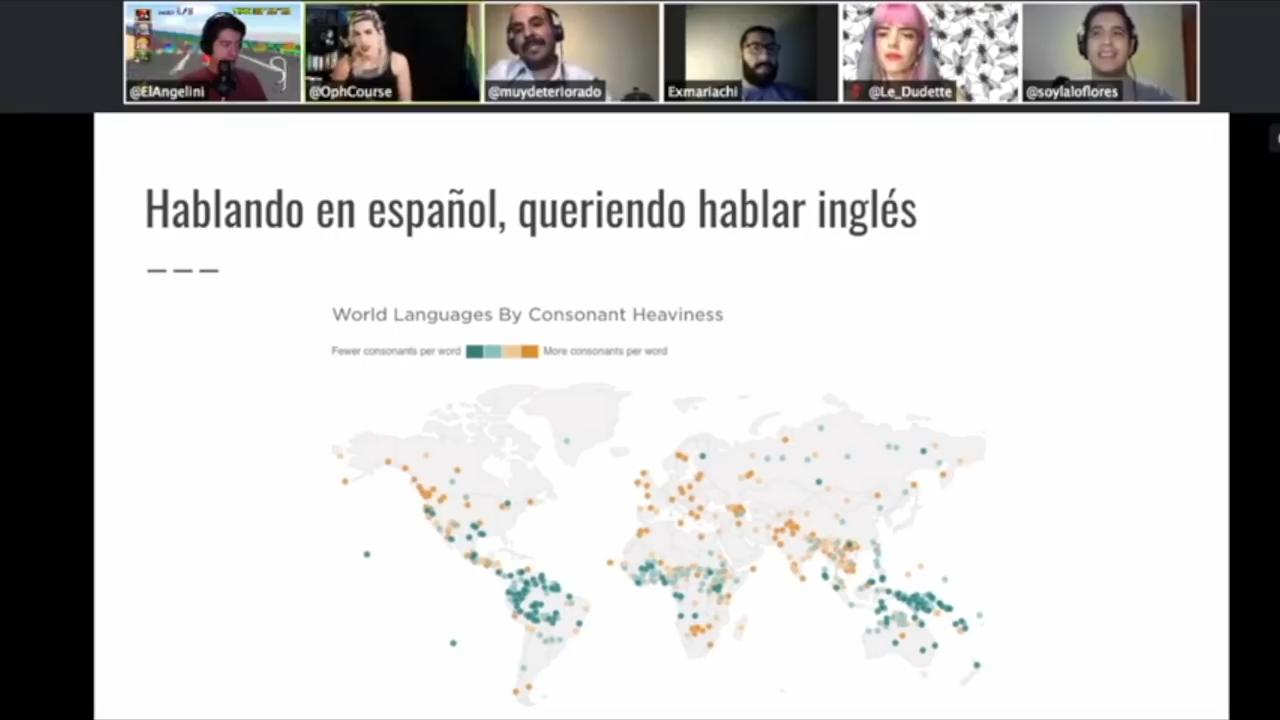 @ElAngelini
@OphCourse
@muydeteriorado
Exmariachi
@Le_Dudette
@soylaloflores
Hablando en español, queriendo hablar inglés
World Languages By Consonant Heaviness
Fewer consonants per word
More consonants per word